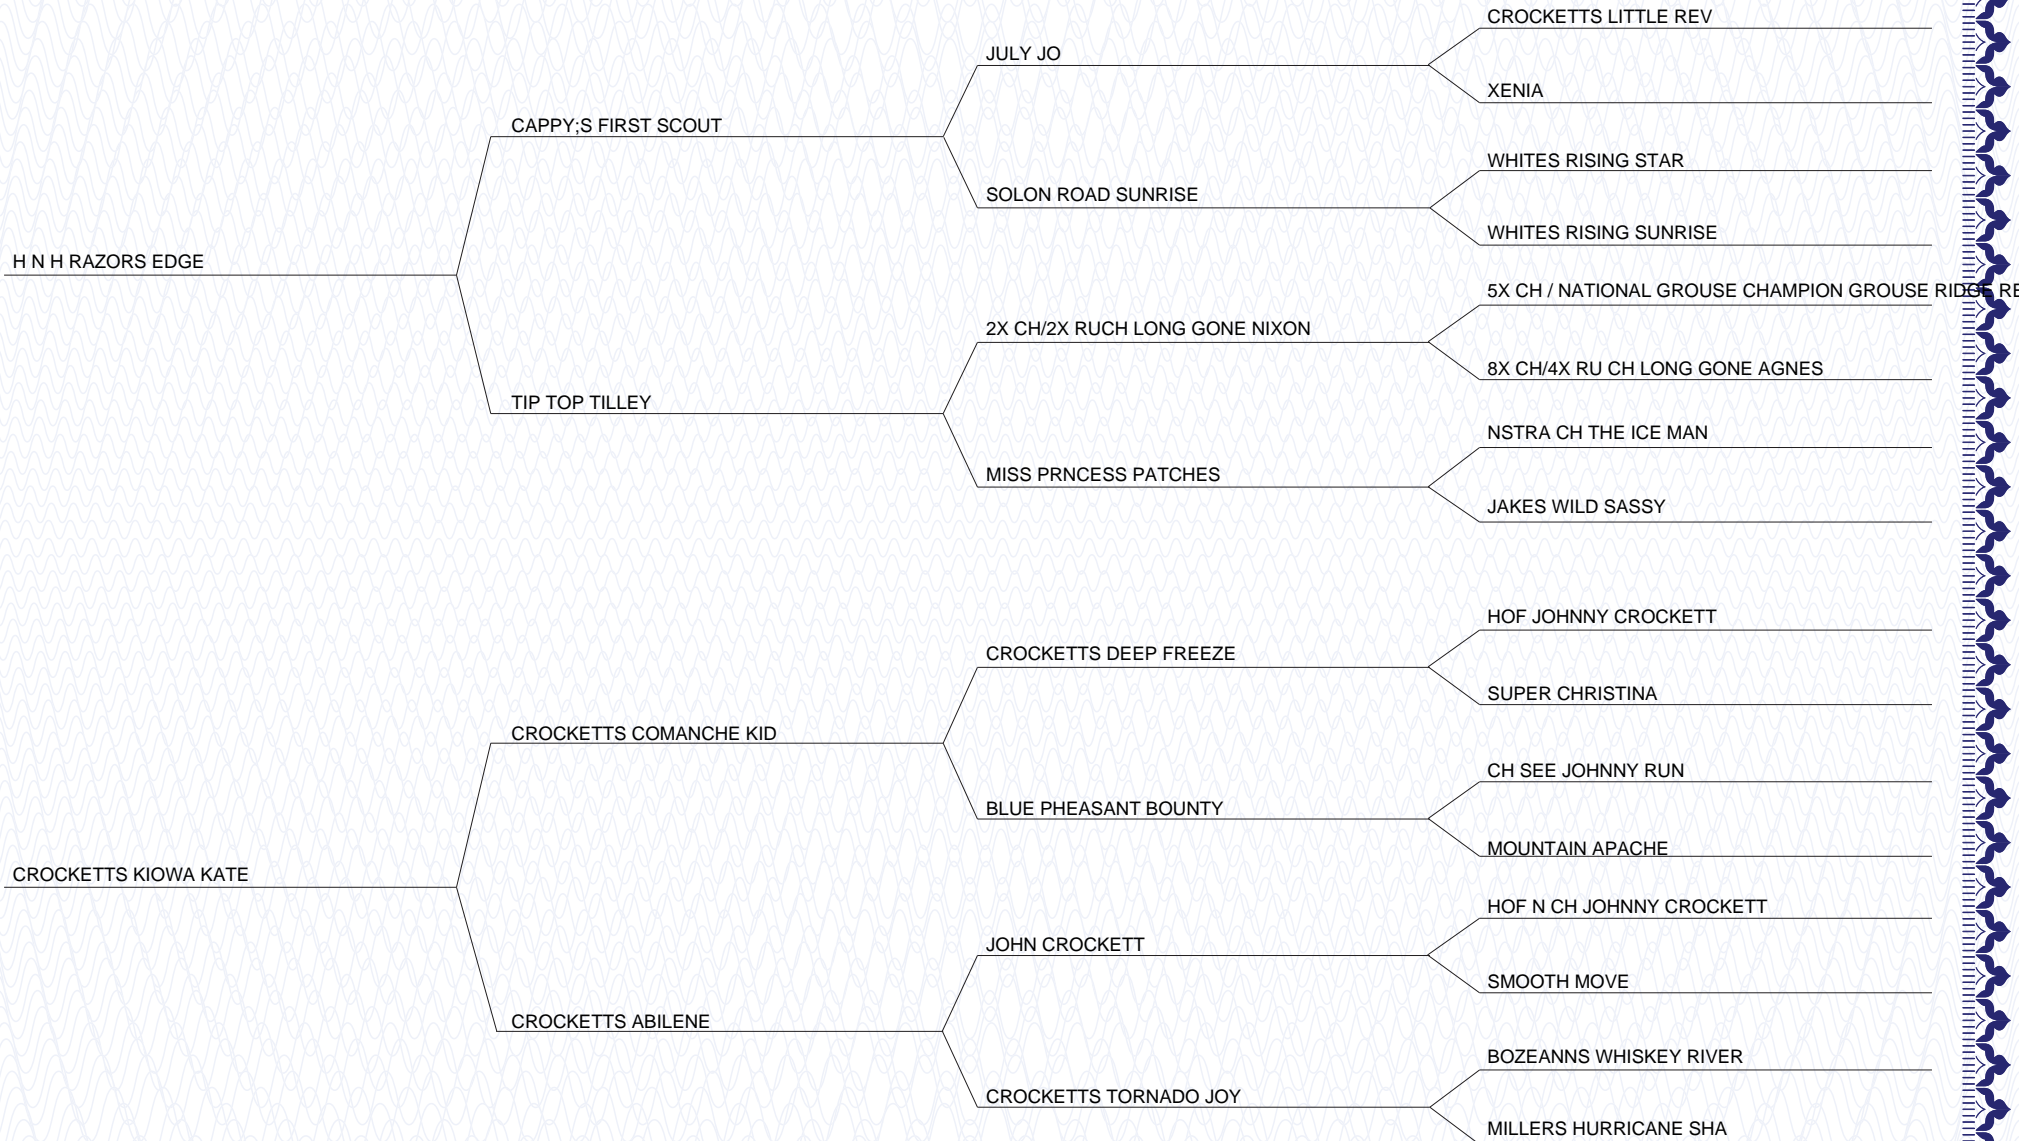 CROCKETTS LITTLE REV
JULY JO
XENIA
CAPPY;S FIRST SCOUT
WHITES RISING STAR
SOLON ROAD SUNRISE
WHITES RISING SUNRISE
H N H RAZORS EDGE
5X CH / NATIONAL GROUSE CHAMPION GROUSE RIDGE RE
2X CH/2X RUCH LONG GONE NIXON
8X CH/4X RU CH LONG GONE AGNES
TIP TOP TILLEY
NSTRA CH THE ICE MAN
MISS PRNCESS PATCHES
JAKES WILD SASSY
HOF JOHNNY CROCKETT
CROCKETTS DEEP FREEZE
SUPER CHRISTINA
CROCKETTS COMANCHE KID
CH SEE JOHNNY RUN
BLUE PHEASANT BOUNTY
MOUNTAIN APACHE
CROCKETTS KIOWA KATE
HOF N CH JOHNNY CROCKETT
JOHN CROCKETT
SMOOTH MOVE
CROCKETTS ABILENE
BOZEANNS WHISKEY RIVER
CROCKETTS TORNADO JOY
MILLERS HURRICANE SHA